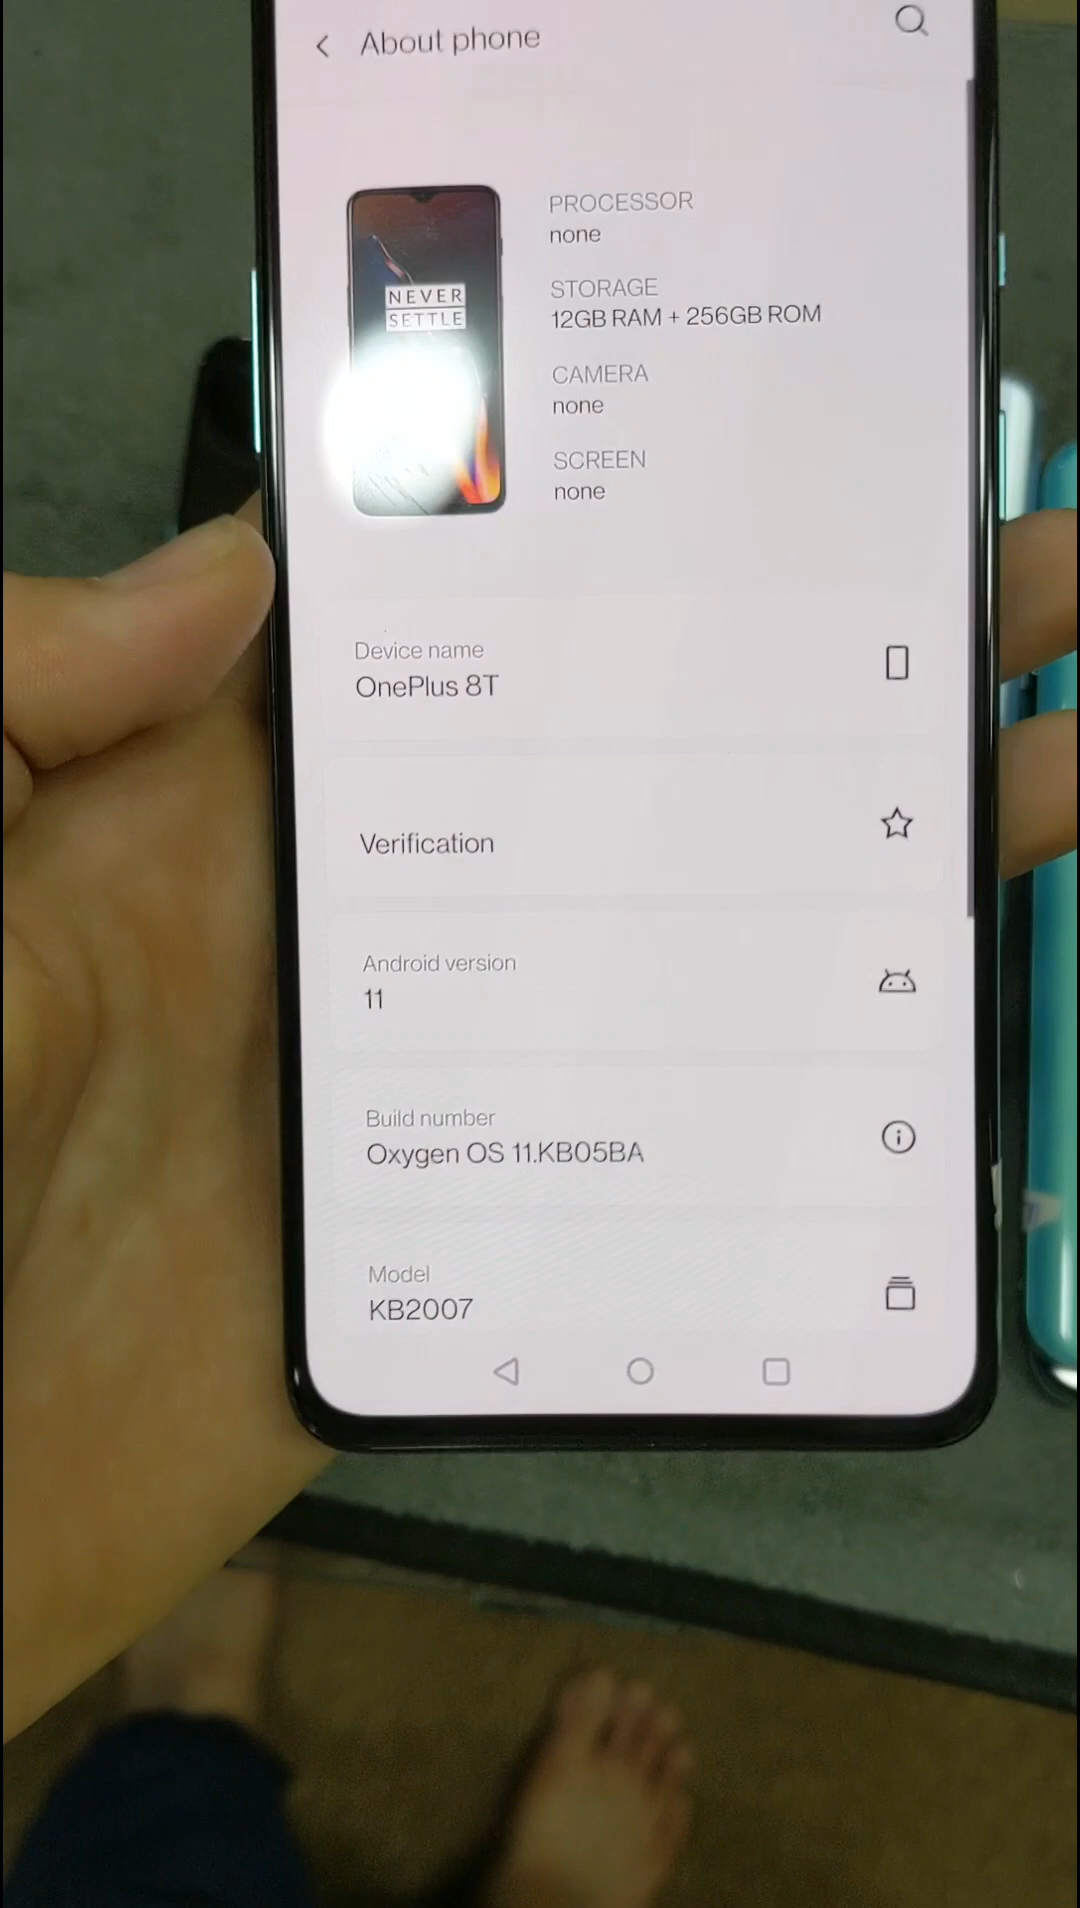 About phone
NEVER
SETTLE
PROCESSOR
none
STORAGE
12GB RAM + 256GB ROM
CAMERA
none
SCREEN
none
Device name
OnePlus 8T
Verification
Android version
11
Build number
Oxygen OS 11.KB05BA
Model
KB2007